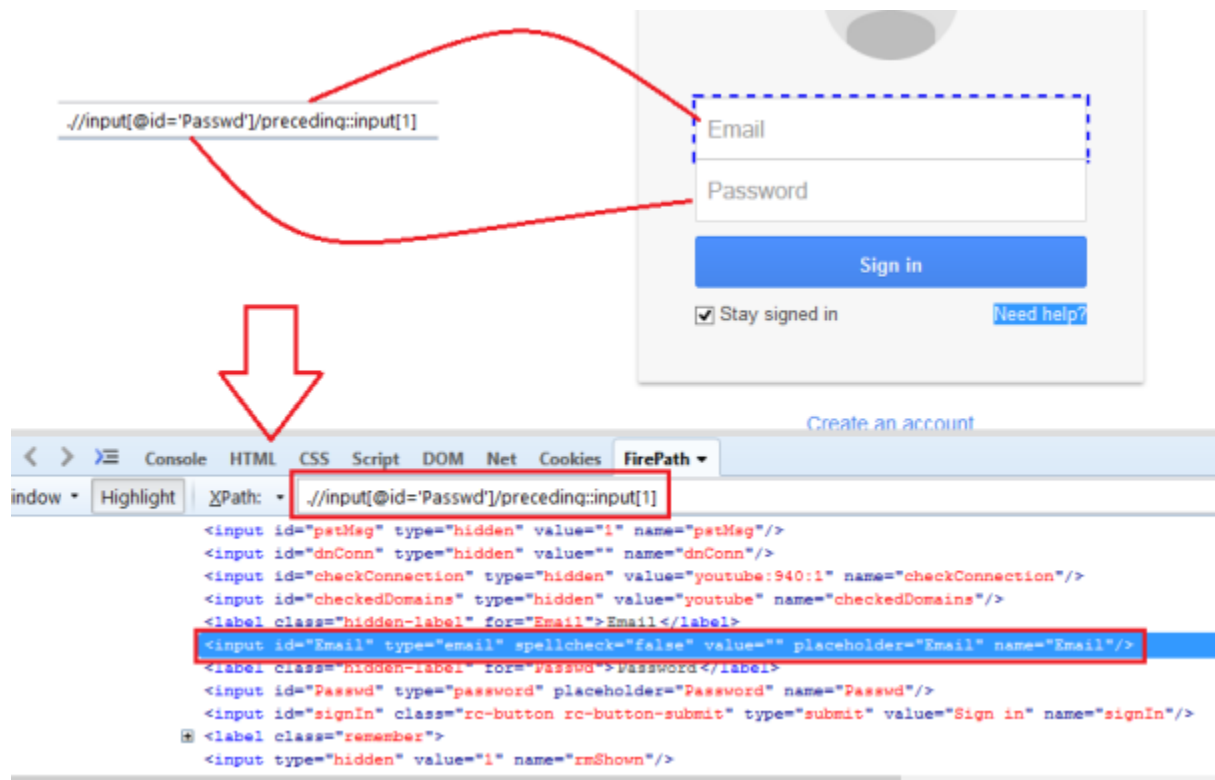 .//input[@id='Passwd']/preceding::input[1]
Email
Password
Sign in
Stay signed in
Need help?
Create an account
Console HTML CSS Script DOM Net Cookies FirePath
indow Highlight XPath: .//input[@id='Passwd']/preceding::input[1]
<input id="pstMsg" type="hidden" value="1" name="pstMsg"/>
<input id="dnConn" type="hidden" value="" name="dnConn"/>
<input id="checkConnection" type="hidden" value="youtube:940:1" name="checkConnection"/>
<input id="checkedDomains" type="hidden" value="youtube" name="checkedDomains"/>
<label class="hidden-label" for="Email">Email</label>
<input id="Email" type="email" spellcheck="false" value="" placeholder="Email" name="Email"/>
<label class="hidden-label" for="Passwd">Password</label>
<input id="Passwd" type="password" placeholder="Password" name="Passwd"/>
<input id="signIn" class="rc-button rc-button-submit" type="submit" value="Sign in" name="signIn"/>
<label class="remember">
<input type="hidden" value="1" name="rmShown"/>